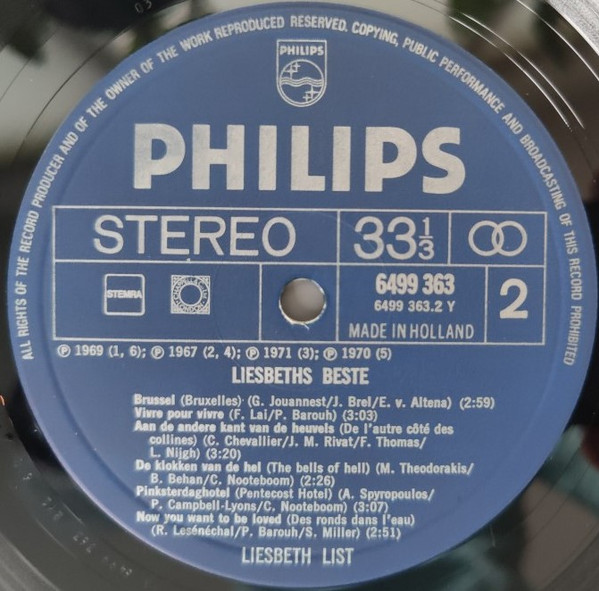 ALL RIGHTS OF THE RECORD PRODUCER AND OF THE OWNER OF THE WORK REPRODUCED RESERVED. COPYING, PUBLIC PERFORMANCE AND BROADCASTING OF THIS RECORD PROHIBITED
PHILIPS
PHILIPS
STEREO 33 1/3
STEMRA 6499 363 2
6499 363.2 Y
MADE IN HOLLAND
℗ 1969 (1, 6); ℗ 1967 (2, 4); ℗ 1971 (3); ℗ 1970 (5)
LIESBETHS BESTE
Brussel (Bruxelles) (G. Jouannest/J. Brel/E. v. Altena) (2:59)
Vivre pour vivre (F. Lai/P. Barouh) (3:03)
Aan de andere kant van de heuvels (De l'autre côté des
collines) (C. Chevallier/J. M. Rivat/F. Thomas/
L. Nijgh) (3:20)
De klokken van de hel (The bells of hell) (M. Theodorakis/
B. Behan/C. Nooteboom) (2:26)
Pinksterdaghotel (Pentecost Hotel) (A. Spyropoulos/
P. Campbell-Lyons/C. Nooteboom) (3:07)
Now you want to be loved (Des ronds dans l'eau)
(R. Lesénéchal/P. Barouh/S. Miller) (2:51)
LIESBETH LIST